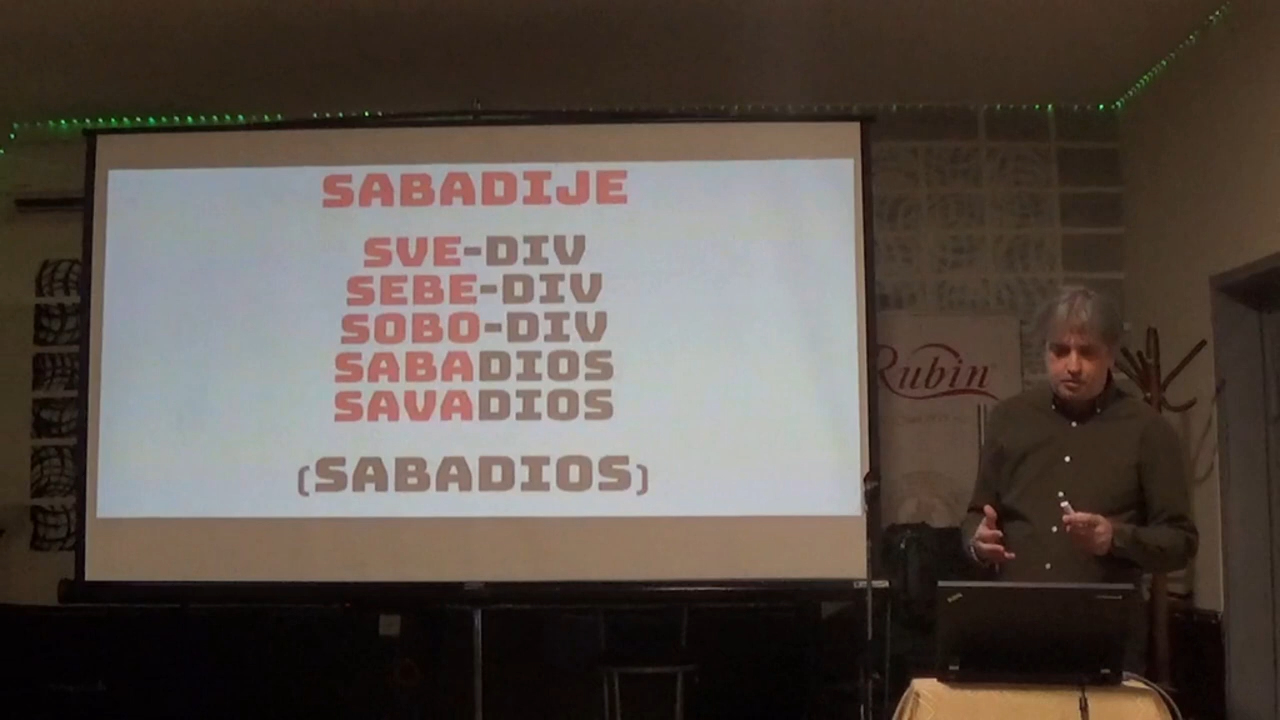 SABADIJE
SVE-DIV
SEBE-DIV
SOBO-DIV
SABADIOS
SAVADIOS
(SABADIOS)
Rubin